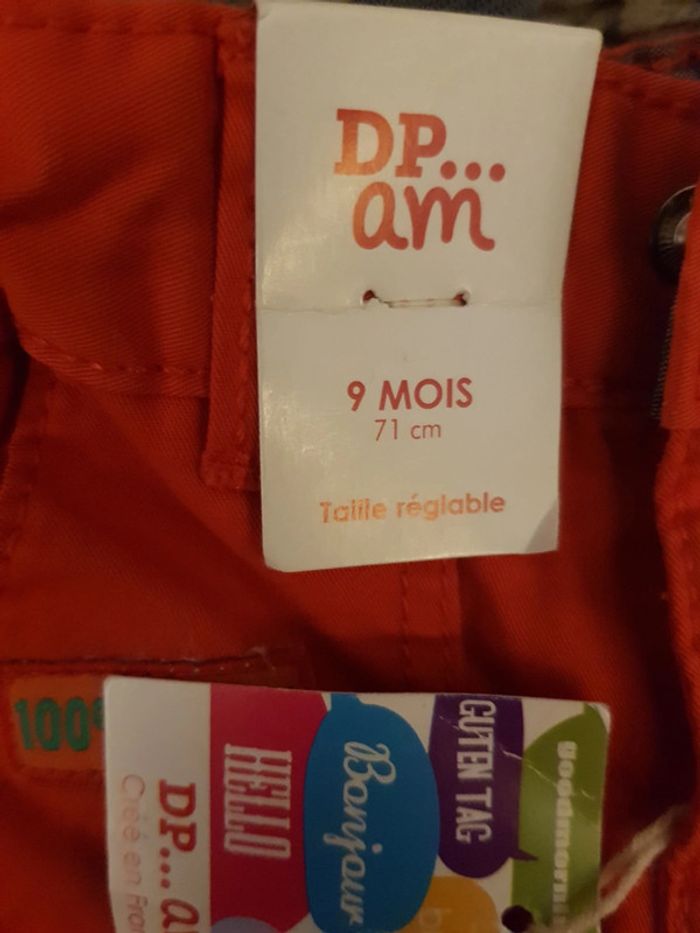 DP...
am
9 MOIS
71 cm
Taille réglable
100
HELLO
Bonjour
GUTEN TAG
DP...
Créé en